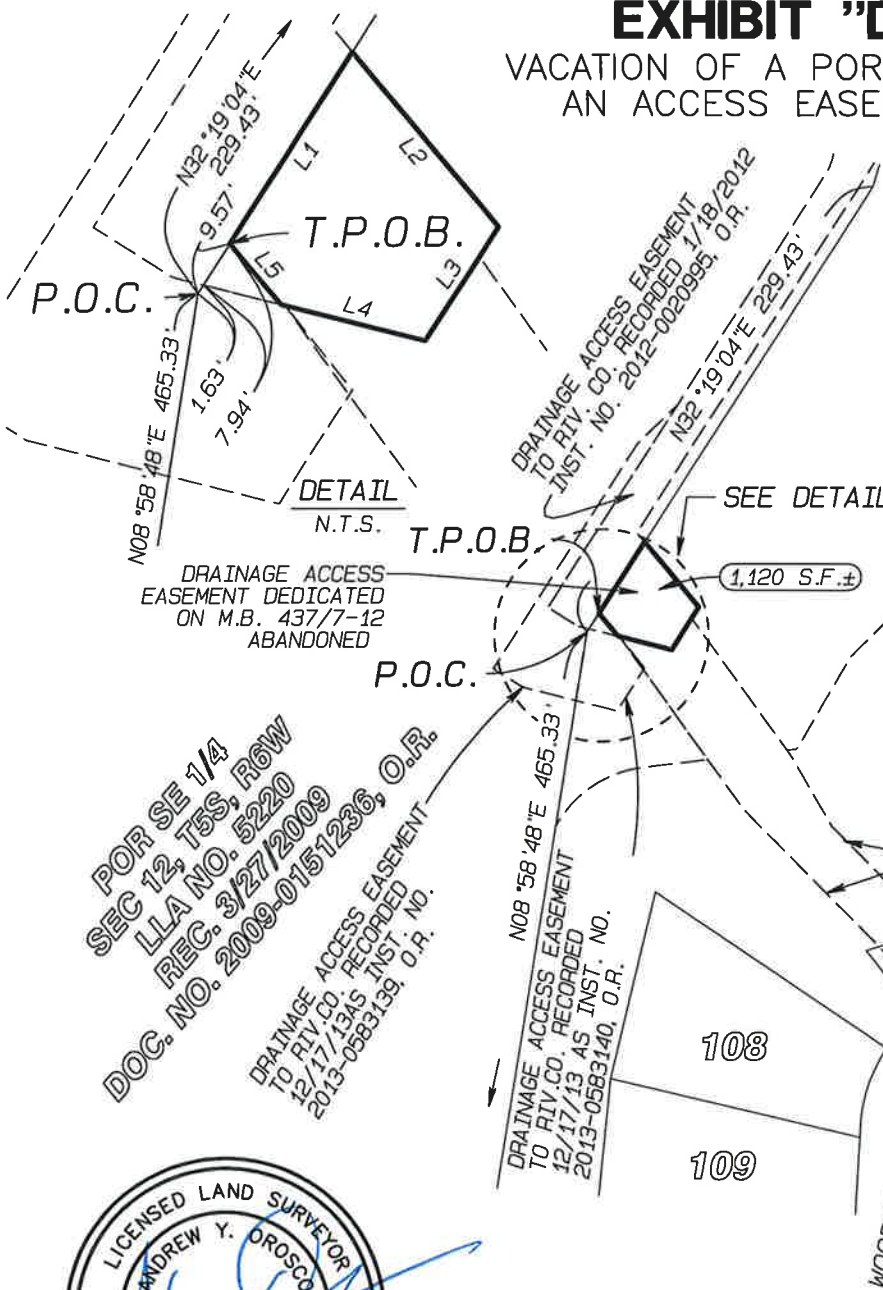 EXHIBIT "D
VACATION OF A POR
AN ACCESS EASE
N32°19'04"E
229.43'
9.57'
L1
L2
L3
L4
L5
T.P.O.B.
P.O.C.
1.63'
7.94'
N08°58'48"E 465.33'
DETAIL
N.T.S.
DRAINAGE ACCESS EASEMENT
TO RIV. CO. RECORDED 1/18/2012
INST. NO. 2012-0020995, O.R.
N32°19'04"E 229.43'
SEE DETAIL
T.P.O.B.
1,120 S.F.±
DRAINAGE ACCESS
EASEMENT DEDICATED
ON M.B. 437/7-12
ABANDONED
P.O.C.
N08°58'48"E 465.33'
POR SE 1/4
SEC 12, T5S, R6W
LLA NO. 5220
REC. 3/27/2009
DOC. NO. 2009-0151236, O.R.
DRAINAGE ACCESS EASEMENT
TO RIV.CO. RECORDED
12/17/13AS INST. NO.
2013-0583139, O.R.
DRAINAGE ACCESS EASEMENT
TO RIV.CO. RECORDED
12/17/13 AS INST. NO.
2013-0583140, O.R.
108
109
LICENSED LAND SURVEYOR
ANDREW Y. OROSCO